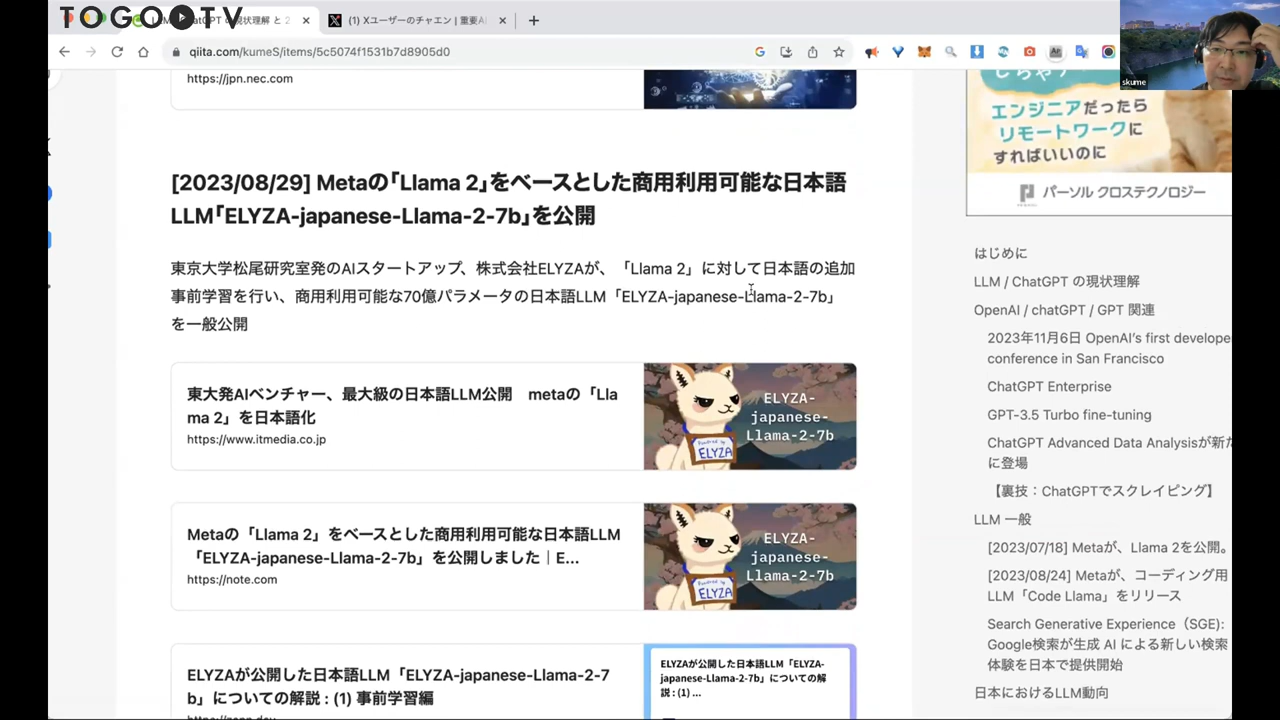 TOGOTV
ChatGPT の現状理解 と 2
(1) Xユーザーのチャエン | 重要AI
qiita.com/kumeS/items/5c5074f1531b7d8905d0
skume
https://jpn.nec.com
[2023/08/29] Metaの「Llama 2」をベースとした商用利用可能な日本語
LLM「ELYZA-japanese-Llama-2-7b」を公開
東京大学松尾研究室発のAIスタートアップ、株式会社ELYZAが、「Llama 2」に対して日本語の追加
事前学習を行い、商用利用可能な70億パラメータの日本語LLM「ELYZA-japanese-Llama-2-7b」
を一般公開
東大発AIベンチャー、最大級の日本語LLM公開 metaの「Lla
ma 2」を日本語化
https://www.itmedia.co.jp
ELYZA-
japanese-
Llama-2-7b
Powered by
ELYZA
Metaの「Llama 2」をベースとした商用利用可能な日本語LLM
「ELYZA-japanese-Llama-2-7b」を公開しました｜E...
https://note.com
ELYZA-
japanese-
Llama-2-7b
Powered by
ELYZA
ELYZAが公開した日本語LLM「ELYZA-japanese-Llama-2-7
b」についての解説 : (1) 事前学習編
https://zenn.dev
ELYZAが公開した日本語LLM「ELYZA-
japanese-Llama-2-7b」についての解
説 : (1) ...
エンジニアだったら
リモートワークに
すればいいのに
パーソル クロステクノロジー
はじめに
LLM / ChatGPT の現状理解
OpenAI / chatGPT / GPT 関連
2023年11月6日 OpenAI's first develope
conference in San Francisco
ChatGPT Enterprise
GPT-3.5 Turbo fine-tuning
ChatGPT Advanced Data Analysisが新た
に登場
【裏技：ChatGPTでスクレイピング】
LLM 一般
[2023/07/18] Metaが、Llama 2を公開。
[2023/08/24] Metaが、コーディング用
LLM「Code Llama」をリリース
Search Generative Experience（SGE):
Google検索が生成 AI による新しい検索
体験を日本で提供開始
日本におけるLLM動向